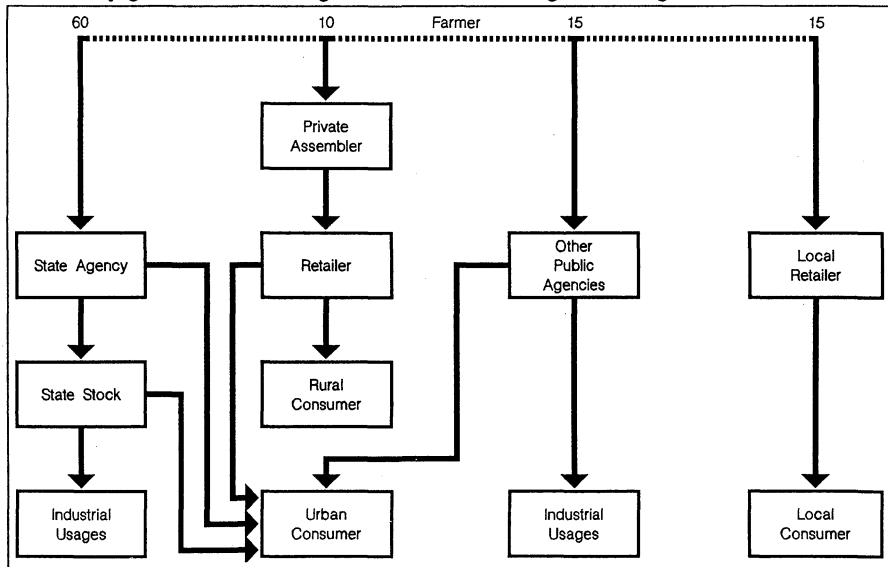 60 10 Farmer 15 15
Private
Assembler
State Agency
Retailer
Other
Public
Agencies
Local
Retailer
State Stock
Rural
Consumer
Industrial
Usages
Urban
Consumer
Industrial
Usages
Local
Consumer